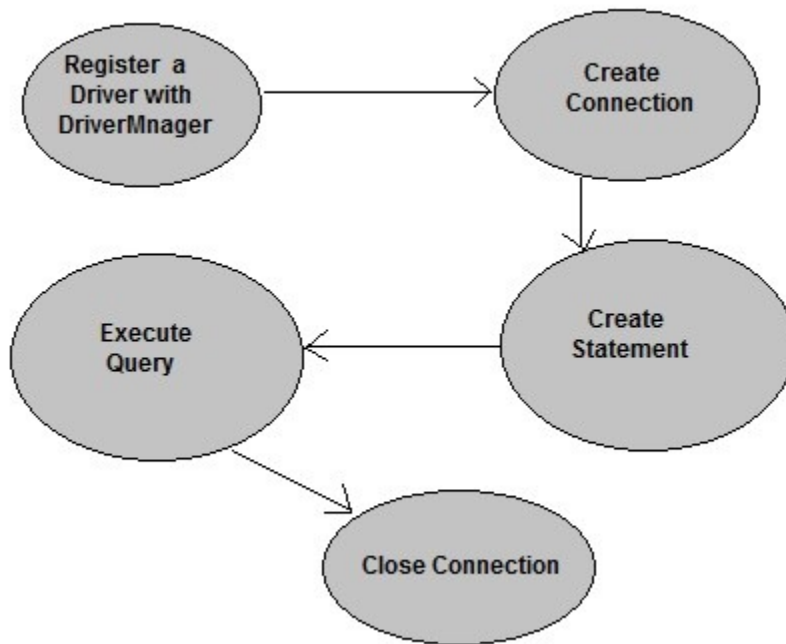 Register a
Driver with
DriverMnager
Create
Connection
Create
Statement
Execute
Query
Close Connection